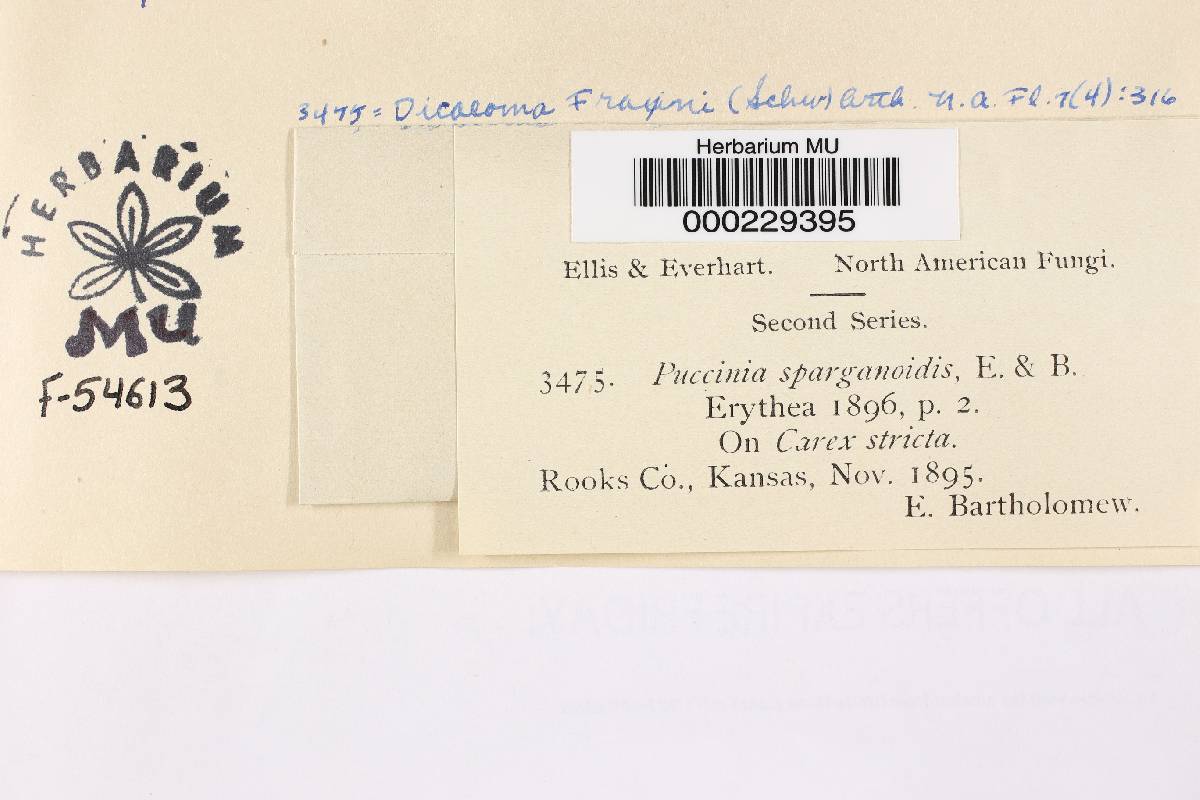 3475 = Dicaeoma Fraxini (Schw) Arth. N.A. Fl. 7(4):316
HERBARIUM
MU
F-54613
Herbarium MU
000229395
Ellis & Everhart. North American Fungi.
Second Series.
3475. Puccinia sparganoidis, E. & B.
Erythea 1896, p. 2.
On Carex stricta.
Rooks Co., Kansas, Nov. 1895.
E. Bartholomew.